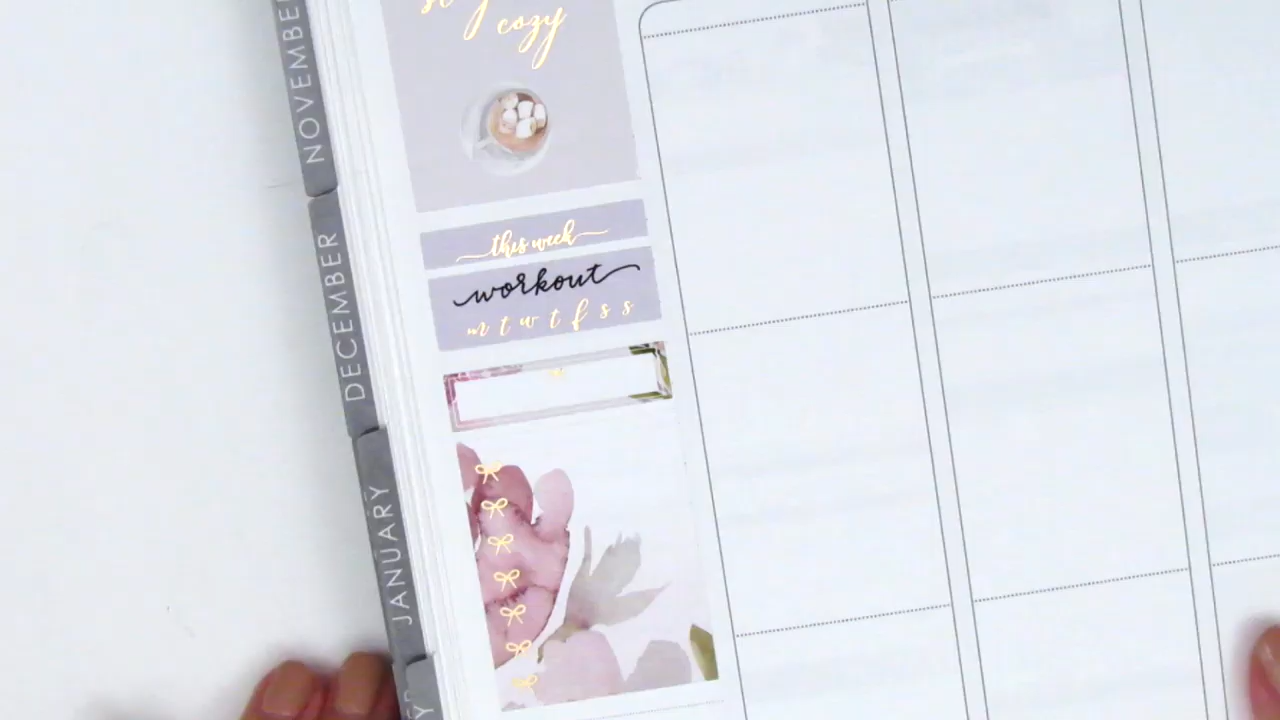 cozy
this week
workout
m t w t f s s
NOVEMBER
DECEMBER
JANUARY